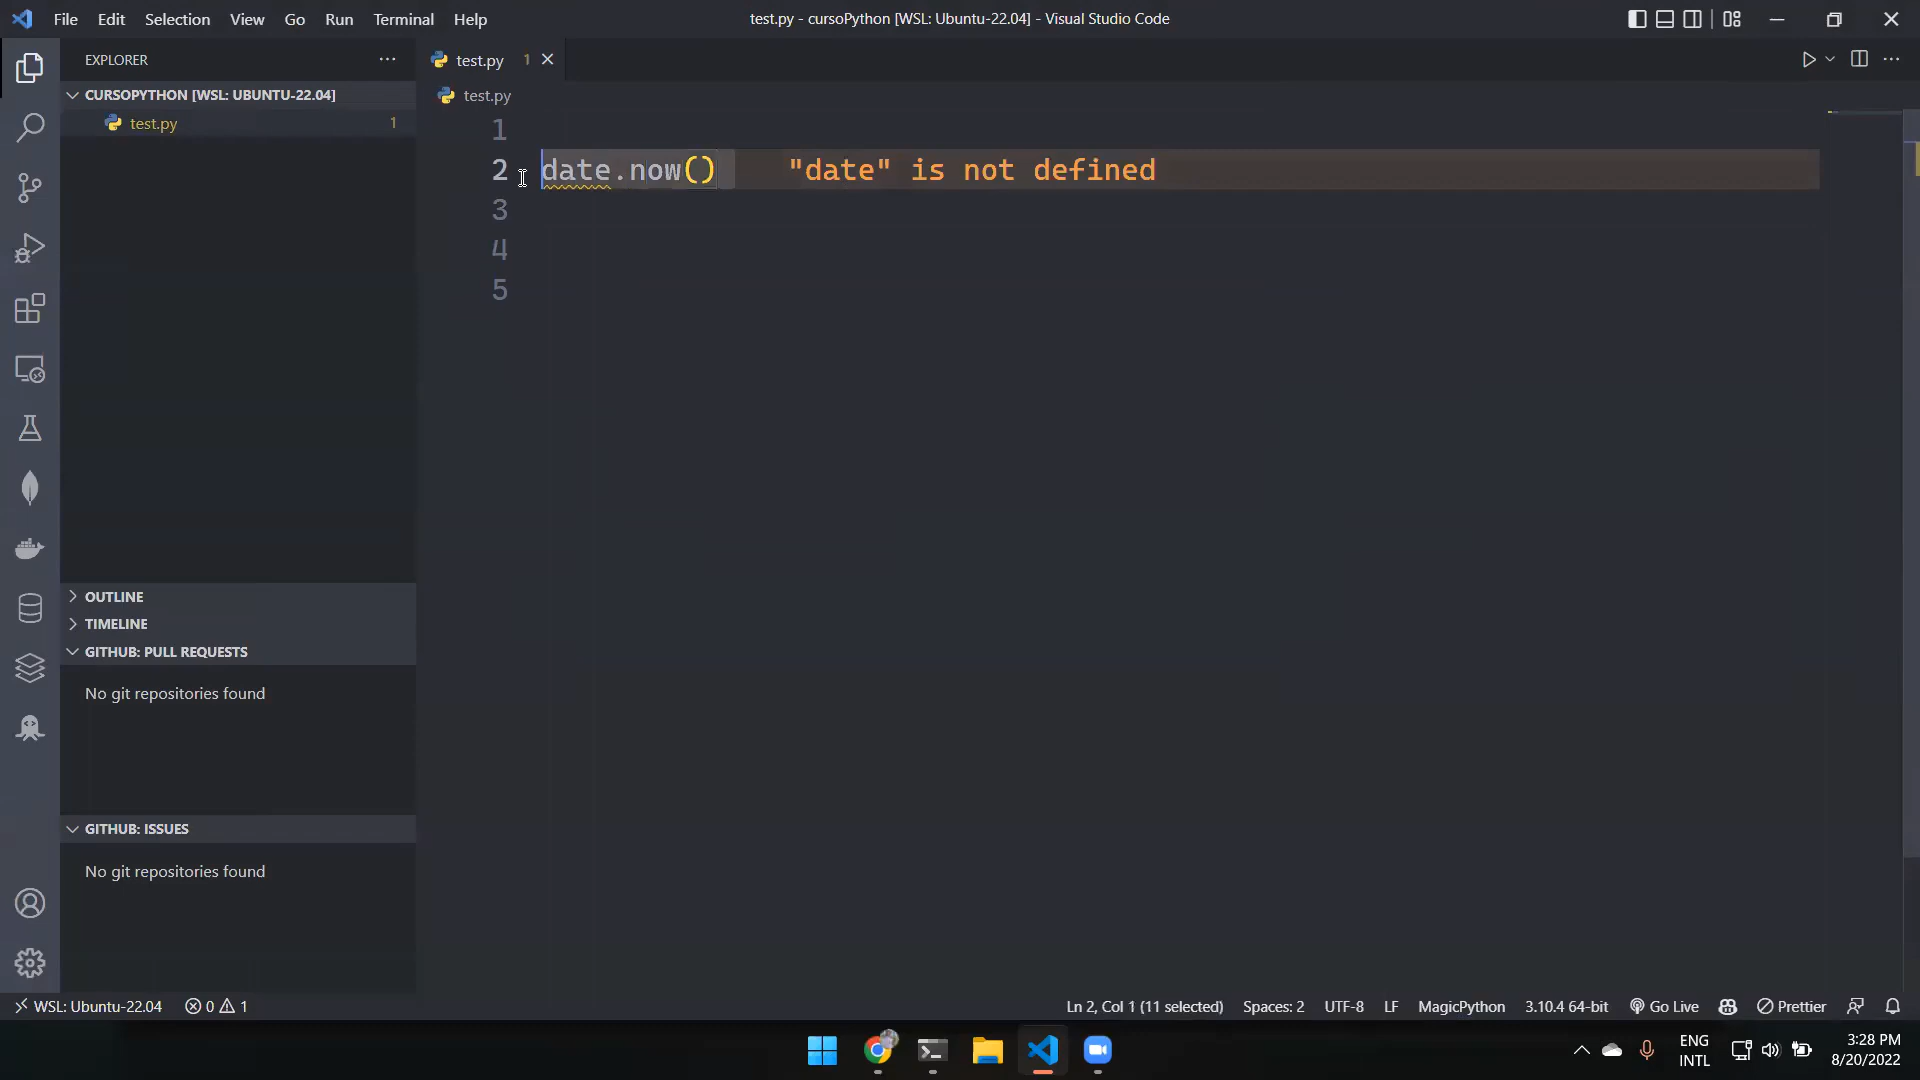 File Edit Selection View Go Run Terminal Help
test.py - cursoPython [WSL: Ubuntu-22.04] - Visual Studio Code
EXPLORER
CURSOPYTHON [WSL: UBUNTU-22.04]
test.py 1
OUTLINE
TIMELINE
GITHUB: PULL REQUESTS
No git repositories found
GITHUB: ISSUES
No git repositories found
test.py 1
test.py
1
2 date.now() "date" is not defined
3
4
5
WSL: Ubuntu-22.04 0 1
Ln 2, Col 1 (11 selected) Spaces: 2 UTF-8 LF MagicPython 3.10.4 64-bit Go Live Prettier
ENG 3:28 PM
INTL 8/20/2022